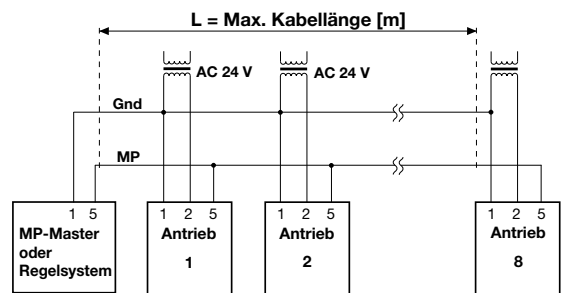 L = Max. Kabellänge [m]
AC 24 V
AC 24 V
Gnd
MP
1 5
1 2 5
1 2 5
1 2 5
MP-Master
oder
Regelsystem
Antrieb
1
Antrieb
2
Antrieb
8